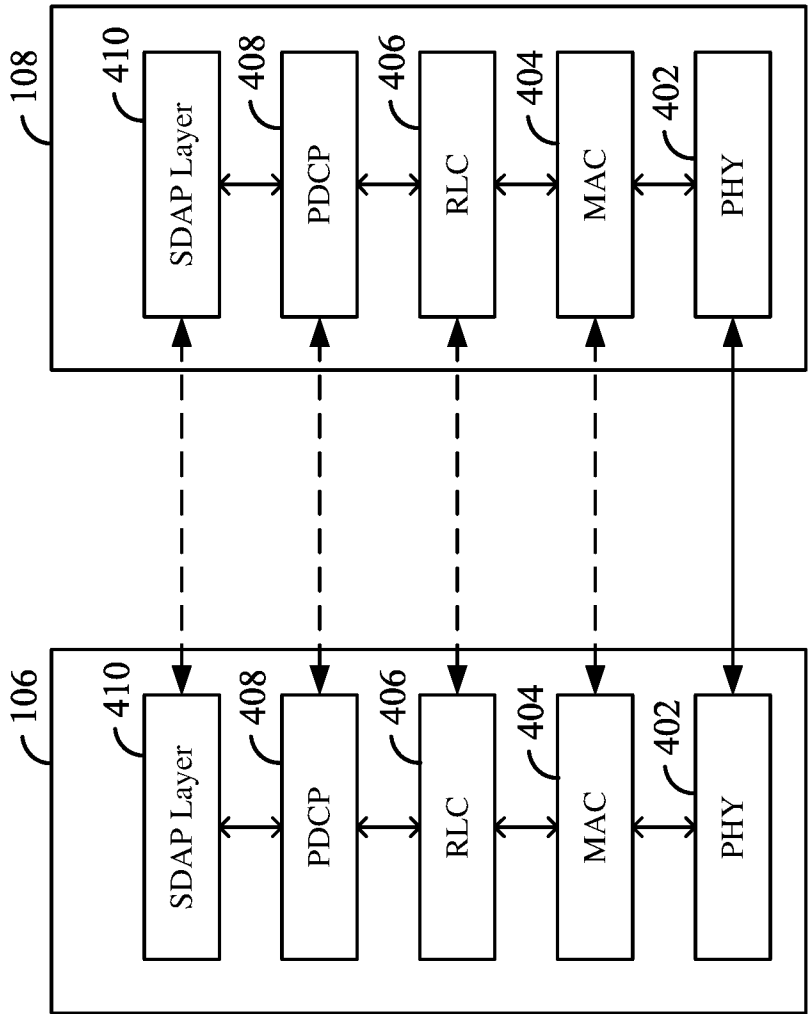 106
410
SDAP Layer
408
PDCP
406
RLC
404
MAC
402
PHY
108
410
SDAP Layer
408
PDCP
406
RLC
404
MAC
402
PHY